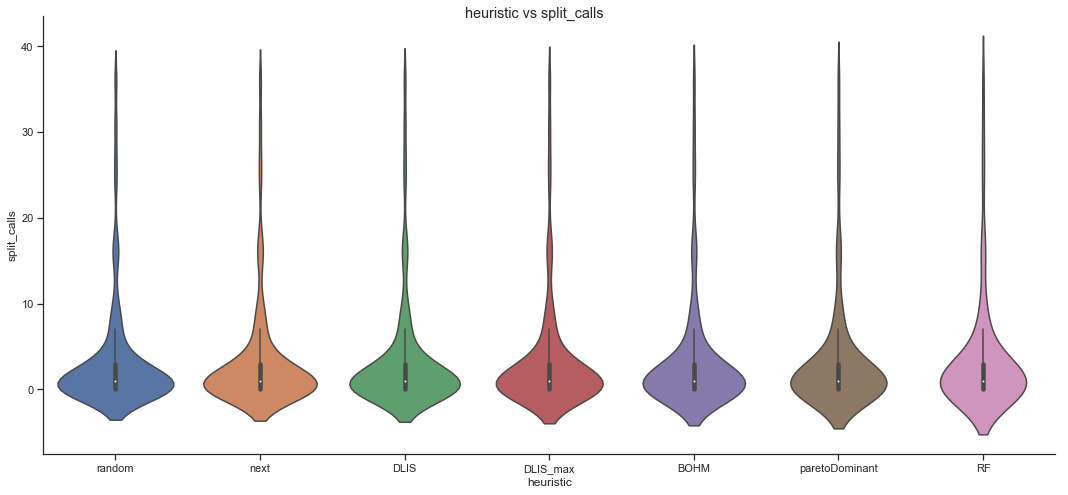 heuristic vs split_calls
split_calls
40
30
20
10
0
random next DLIS DLIS_max BOHM paretoDominant RF
heuristic